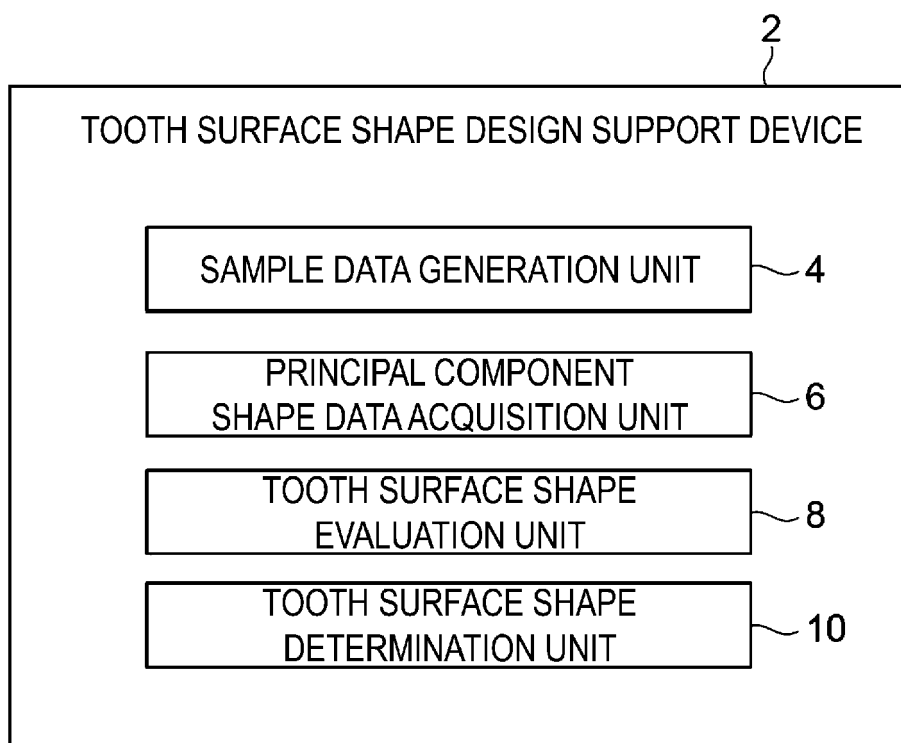 2
TOOTH SURFACE SHAPE DESIGN SUPPORT DEVICE
SAMPLE DATA GENERATION UNIT
4
PRINCIPAL COMPONENT
SHAPE DATA ACQUISITION UNIT
6
TOOTH SURFACE SHAPE
EVALUATION UNIT
8
TOOTH SURFACE SHAPE
DETERMINATION UNIT
10